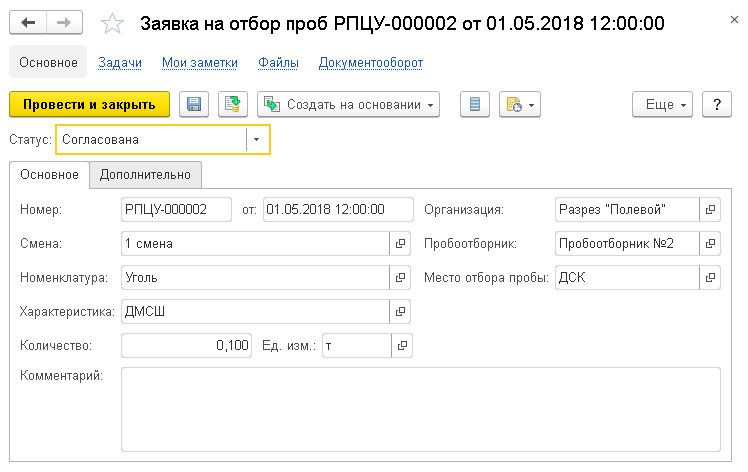 Заявка на отбор проб РПЦУ-000002 от 01.05.2018 12:00:00
Основное Задачи Мои заметки Файлы Документооборот
Провести и закрыть Создать на основании Еще ?
Статус: Согласована
Основное Дополнительно
Номер: РПЦУ-000002 от: 01.05.2018 12:00:00 Организация: Разрез "Полевой"
Смена: 1 смена Пробоотборник: Пробоотборник №2
Номенклатура: Уголь Место отбора пробы: ДСК
Характеристика: ДМСШ
Количество: 0,100 Ед. изм.: т
Комментарий: